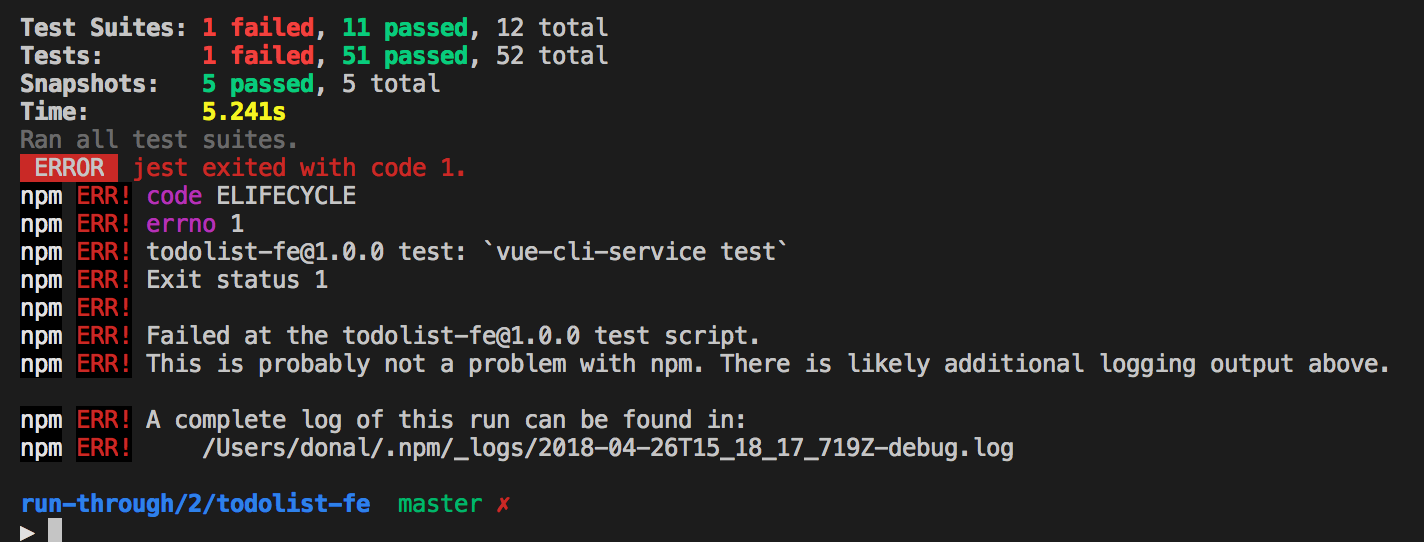 Test Suites: 1 failed, 11 passed, 12 total
Tests:       1 failed, 51 passed, 52 total
Snapshots:   5 passed, 5 total
Time:        5.241s
Ran all test suites.
ERROR jest exited with code 1.
npm ERR! code ELIFECYCLE
npm ERR! errno 1
npm ERR! todolist-fe@1.0.0 test: `vue-cli-service test`
npm ERR! Exit status 1
npm ERR!
npm ERR! Failed at the todolist-fe@1.0.0 test script.
npm ERR! This is probably not a problem with npm. There is likely additional logging output above.
npm ERR! A complete log of this run can be found in:
npm ERR!     /Users/donal/.npm/_logs/2018-04-26T15_18_17_719Z-debug.log
run-through/2/todolist-fe  master ✗
▶